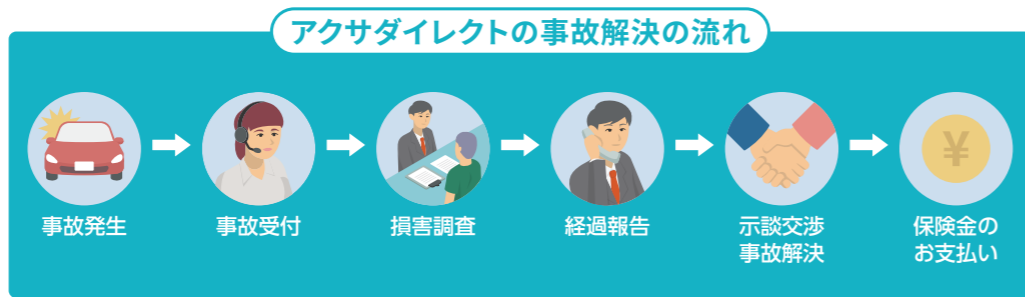 アクサダイレクトの事故解決の流れ
事故発生
事故受付
損害調査
経過報告
示談交渉
事故解決
保険金の
お支払い
¥